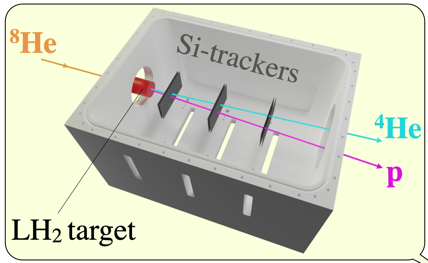 ⁸He
Si-trackers
⁴He
p
LH₂ target